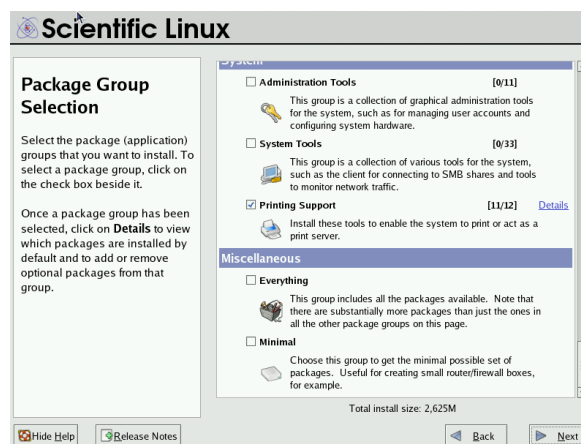 Scientific Linux
Package Group
Selection
Select the package (application)
groups that you want to install. To
select a package group, click on
the check box beside it.
Once a package group has been
selected, click on Details to view
which packages are installed by
default and to add or remove
optional packages from that
group.
System
Administration Tools [0/11]
This group is a collection of graphical administration tools
for the system, such as for managing user accounts and
configuring system hardware.
System Tools [0/33]
This group is a collection of various tools for the system,
such as the client for connecting to SMB shares and tools
to monitor network traffic.
Printing Support [11/12] Details
Install these tools to enable the system to print or act as a
print server.
Miscellaneous
Everything
This group includes all the packages available. Note that
there are substantially more packages than just the ones in
all the other package groups on this page.
Minimal
Choose this group to get the minimal possible set of
packages. Useful for creating small router/firewall boxes,
for example.
Total install size: 2,625M
Hide Help Release Notes Back Next